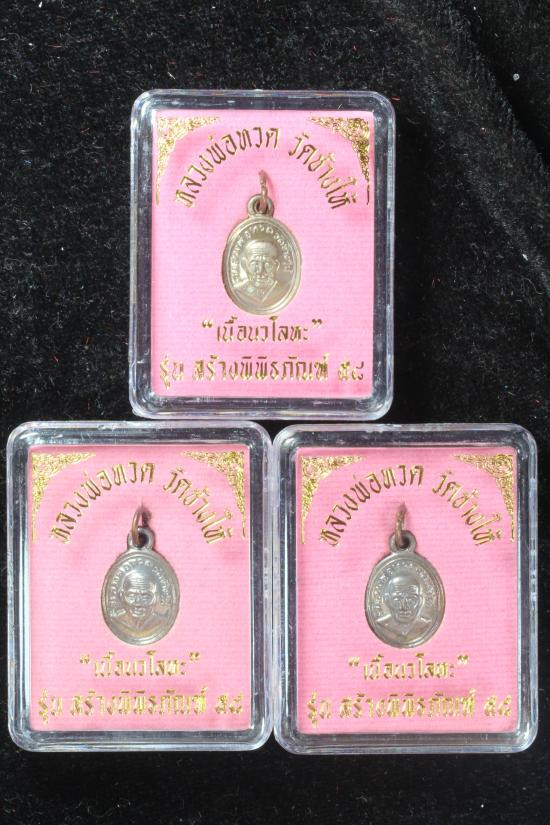 หลวงพ่อทวด วัดช้างให้
“เนื้อนวโลหะ”
รุ่น สร้างพิพิธภัณฑ์ ๕๘
หลวงพ่อทวด วัดช้างให้
“เนื้อนวโลหะ”
รุ่น สร้างพิพิธภัณฑ์ ๕๘
หลวงพ่อทวด วัดช้างให้
“เนื้อนวโลหะ”
รุ่น สร้างพิพิธภัณฑ์ ๕๘